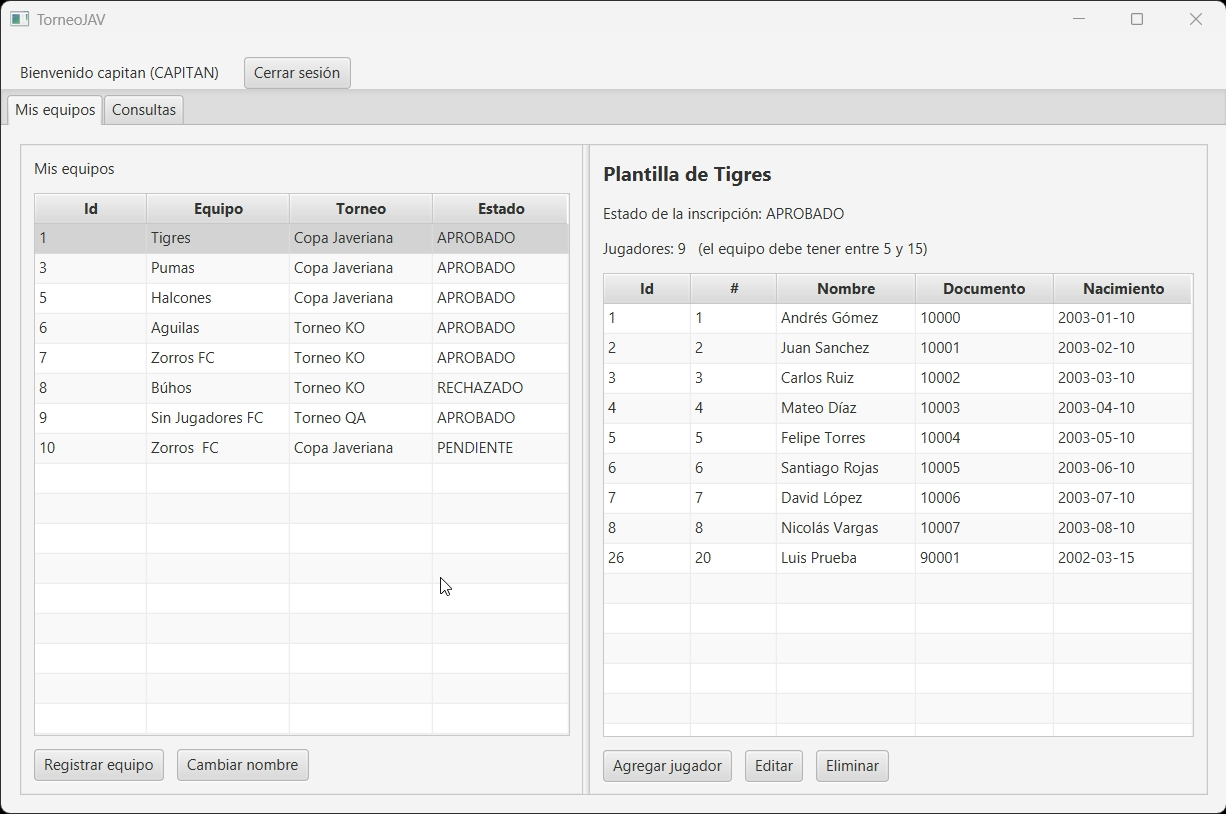 TorneoJAV
Bienvenido capitan (CAPITAN) Cerrar sesión
Mis equipos Consultas
Mis equipos
Id Equipo Torneo Estado
1 Tigres Copa Javeriana APROBADO
3 Pumas Copa Javeriana APROBADO
5 Halcones Copa Javeriana APROBADO
6 Aguilas Torneo KO APROBADO
7 Zorros FC Torneo KO APROBADO
8 Búhos Torneo KO RECHAZADO
9 Sin Jugadores FC Torneo QA APROBADO
10 Zorros  FC Copa Javeriana PENDIENTE
Registrar equipo Cambiar nombre
Plantilla de Tigres
Estado de la inscripción: APROBADO
Jugadores: 9   (el equipo debe tener entre 5 y 15)
Id # Nombre Documento Nacimiento
1 1 Andrés Gómez 10000 2003-01-10
2 2 Juan Sanchez 10001 2003-02-10
3 3 Carlos Ruiz 10002 2003-03-10
4 4 Mateo Díaz 10003 2003-04-10
5 5 Felipe Torres 10004 2003-05-10
6 6 Santiago Rojas 10005 2003-06-10
7 7 David López 10006 2003-07-10
8 8 Nicolás Vargas 10007 2003-08-10
26 20 Luis Prueba 90001 2002-03-15
Agregar jugador Editar Eliminar